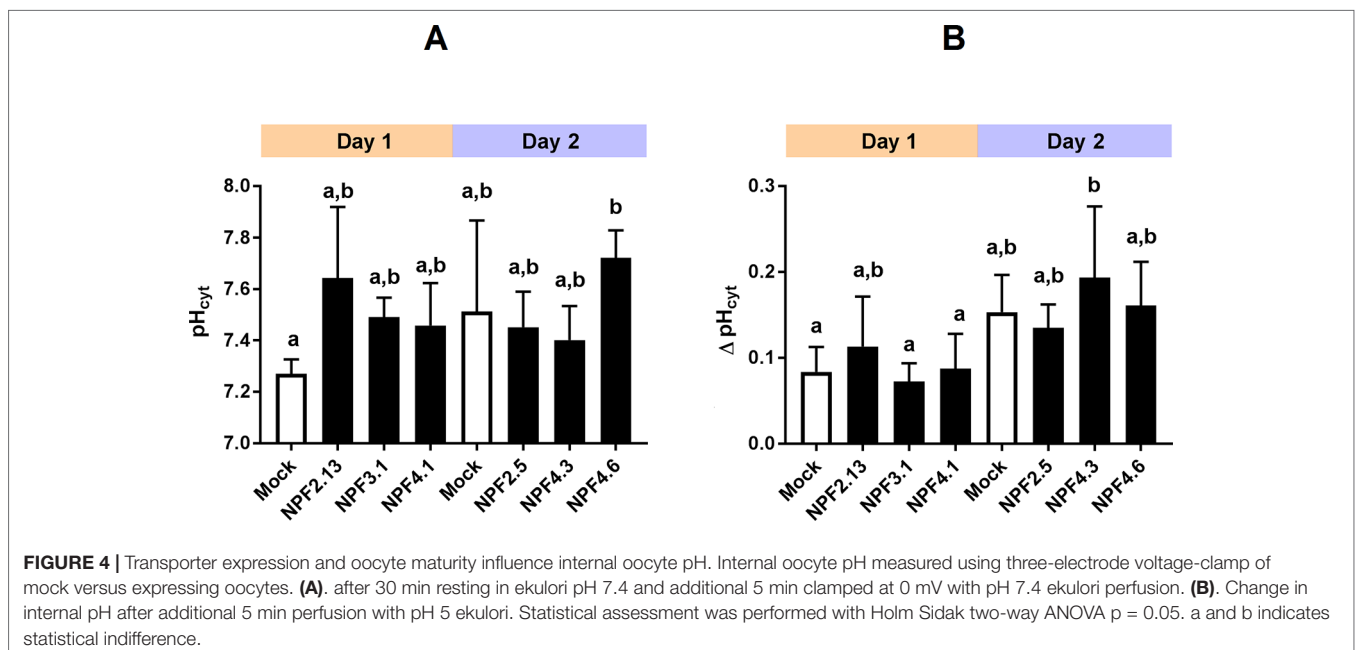 A
B
Day 1
Day 2
Day 1
Day 2
pHcyt
8.0
7.8
7.6
7.4
7.2
7.0
a
a,b
a,b
a,b
a,b
a,b
a,b
b
Mock
NPF2.13
NPF3.1
NPF4.1
Mock
NPF2.5
NPF4.3
NPF4.6
Δ pHcyt
0.3
0.2
0.1
0.0
a
a,b
a
a
a,b
a,b
b
a,b
Mock
NPF2.13
NPF3.1
NPF4.1
Mock
NPF2.5
NPF4.3
NPF4.6
FIGURE 4 | Transporter expression and oocyte maturity influence internal oocyte pH. Internal oocyte pH measured using three-electrode voltage-clamp of
mock versus expressing oocytes. (A). after 30 min resting in ekulori pH 7.4 and additional 5 min clamped at 0 mV with pH 7.4 ekulori perfusion. (B). Change in
internal pH after additional 5 min perfusion with pH 5 ekulori. Statistical assessment was performed with Holm Sidak two-way ANOVA p = 0.05. a and b indicates
statistical indifference.